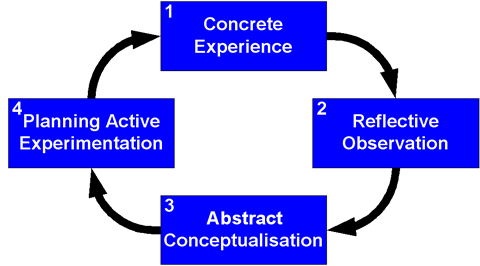 1
Concrete
Experience
2
Reflective
Observation
3
Abstract
Conceptualisation
4
Planning Active
Experimentation